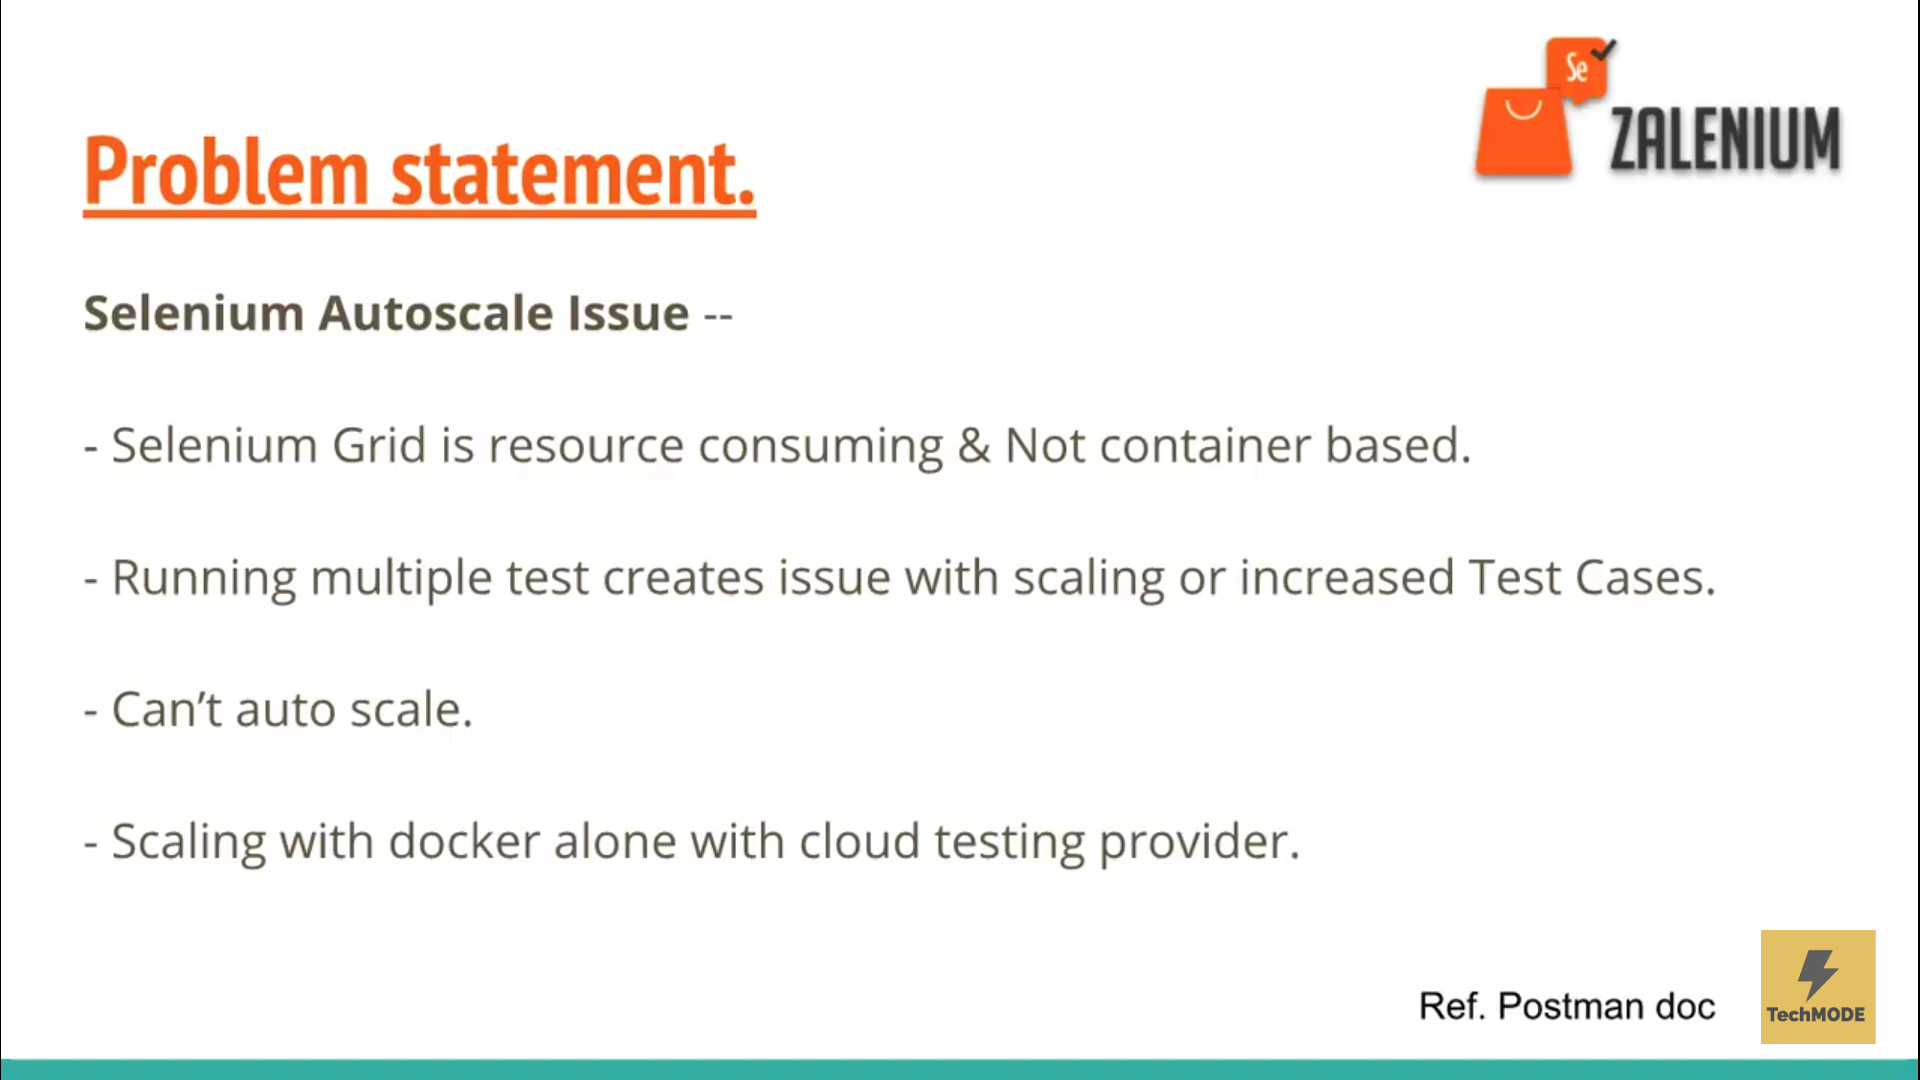 Se
ZALENIUM
Problem statement.
Selenium Autoscale Issue --
- Selenium Grid is resource consuming & Not container based.
- Running multiple test creates issue with scaling or increased Test Cases.
- Can’t auto scale.
- Scaling with docker alone with cloud testing provider.
Ref. Postman doc
TechMODE